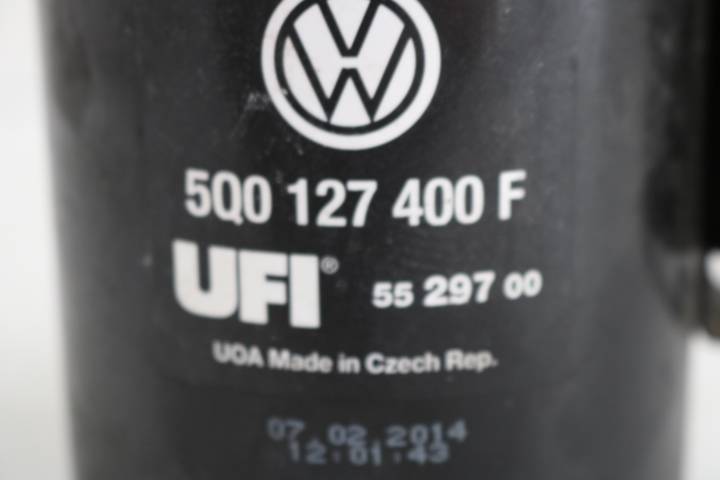 5Q0 127 400 F
UFI® 55 297 00
UOA Made in Czech Rep.
07.02.2014
12:01:43